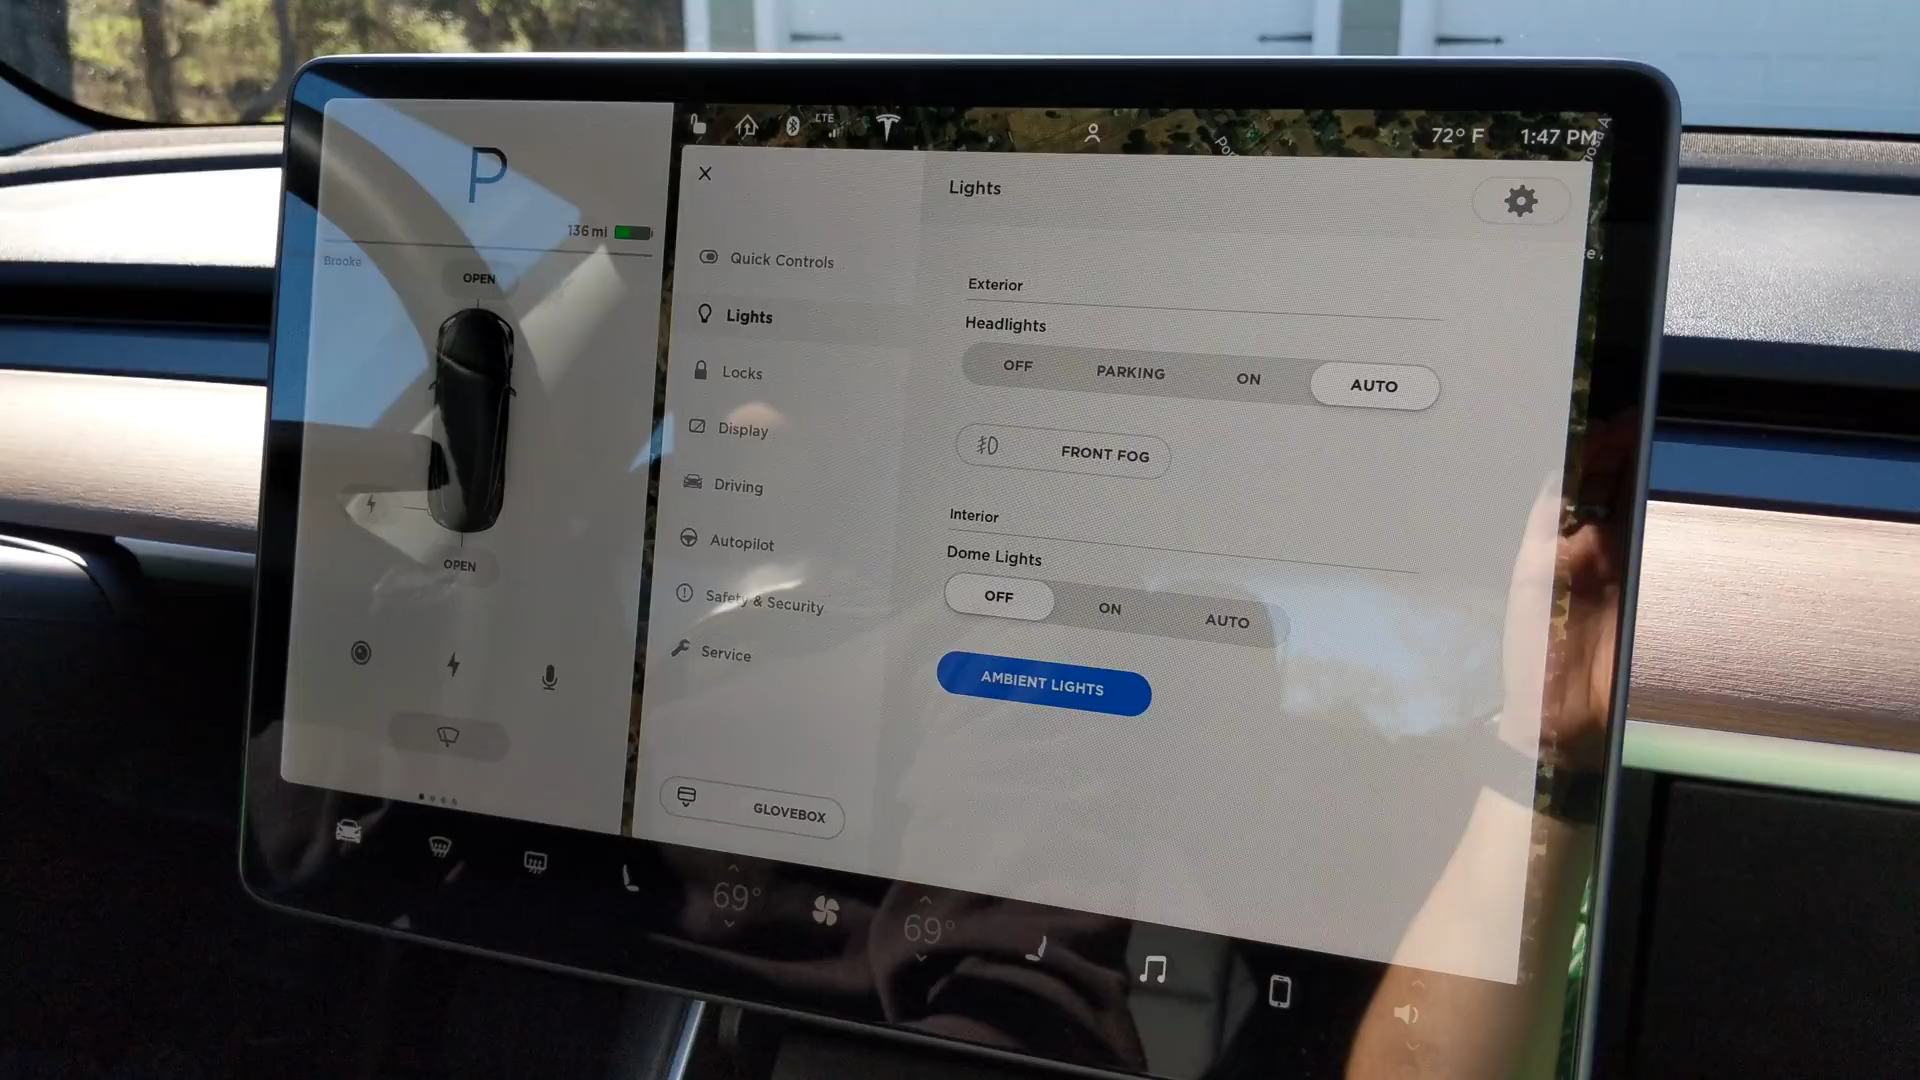 P
136 mi
Brooke
OPEN
OPEN
LTE
72° F
1:47 PM
Lights
Quick Controls
Lights
Locks
Display
Driving
Autopilot
Safety & Security
Service
GLOVEBOX
Exterior
Headlights
OFF PARKING ON AUTO
FRONT FOG
Interior
Dome Lights
OFF ON AUTO
AMBIENT LIGHTS
69°
69°